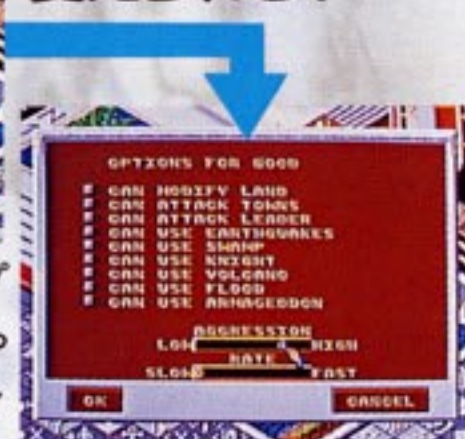 OPTIONS FOR GOOD
CAN MODIFY LAND
CAN ATTACK TOWNS
CAN ATTACK LEADER
CAN USE EARTHQUAKES
CAN USE SWAMP
CAN USE KNIGHT
CAN USE VOLCANO
CAN USE FLOOD
CAN USE ARMAGEDDON
AGGRESSION
LOW HIGH
RATE
SLOW FAST
OK CANCEL